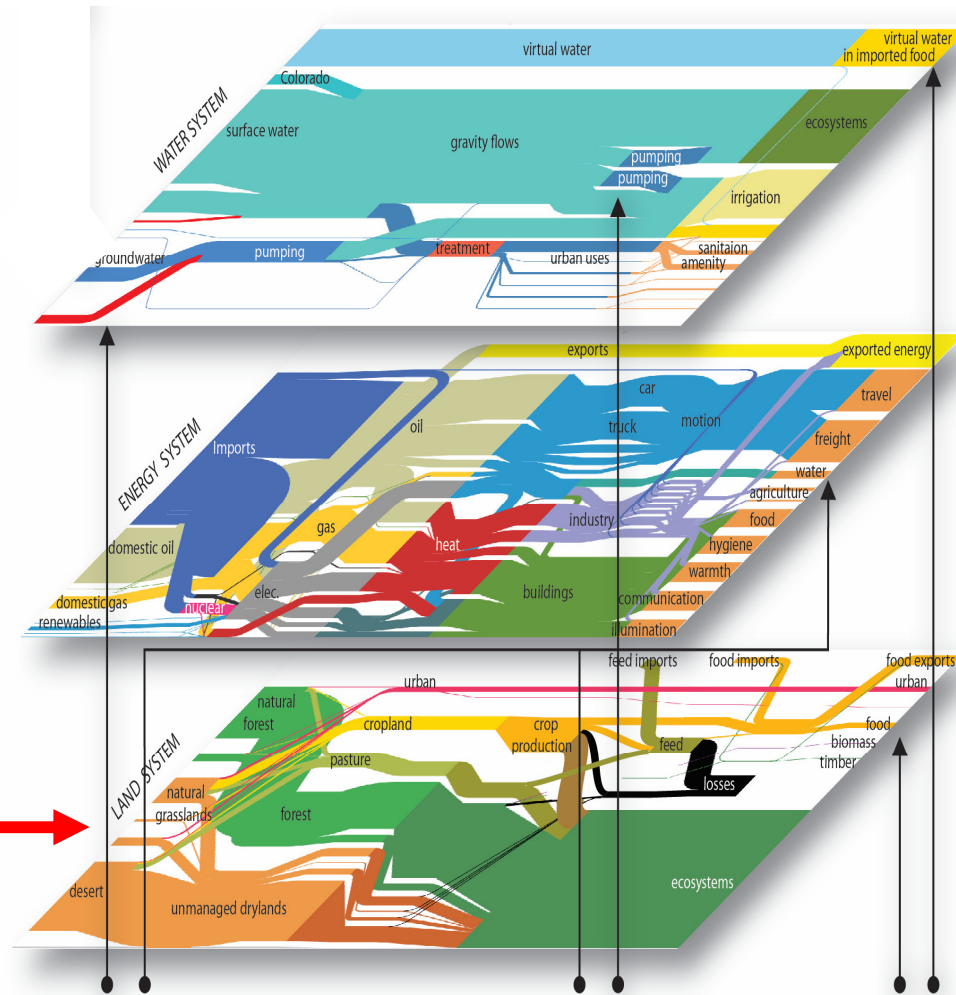 virtual water
virtual water
in imported food
Colorado
WATER SYSTEM
surface water
gravity flows
ecosystems
pumping
pumping
irrigation
groundwater
pumping
treatment
urban uses
sanitaion
amenity
exports
exported energy
car
travel
oil
truck
motion
ENERGY SYSTEM
Imports
freight
water
agriculture
gas
industry
food
domestic oil
heat
hygiene
warmth
elec.
buildings
domestic gas
nuclear
communication
renewables
illumination
feed imports
food imports
food exports
urban
urban
natural
forest
cropland
crop
production
food
biomass
timber
LAND SYSTEM
pasture
feed
losses
natural
grasslands
forest
desert
unmanaged drylands
ecosystems